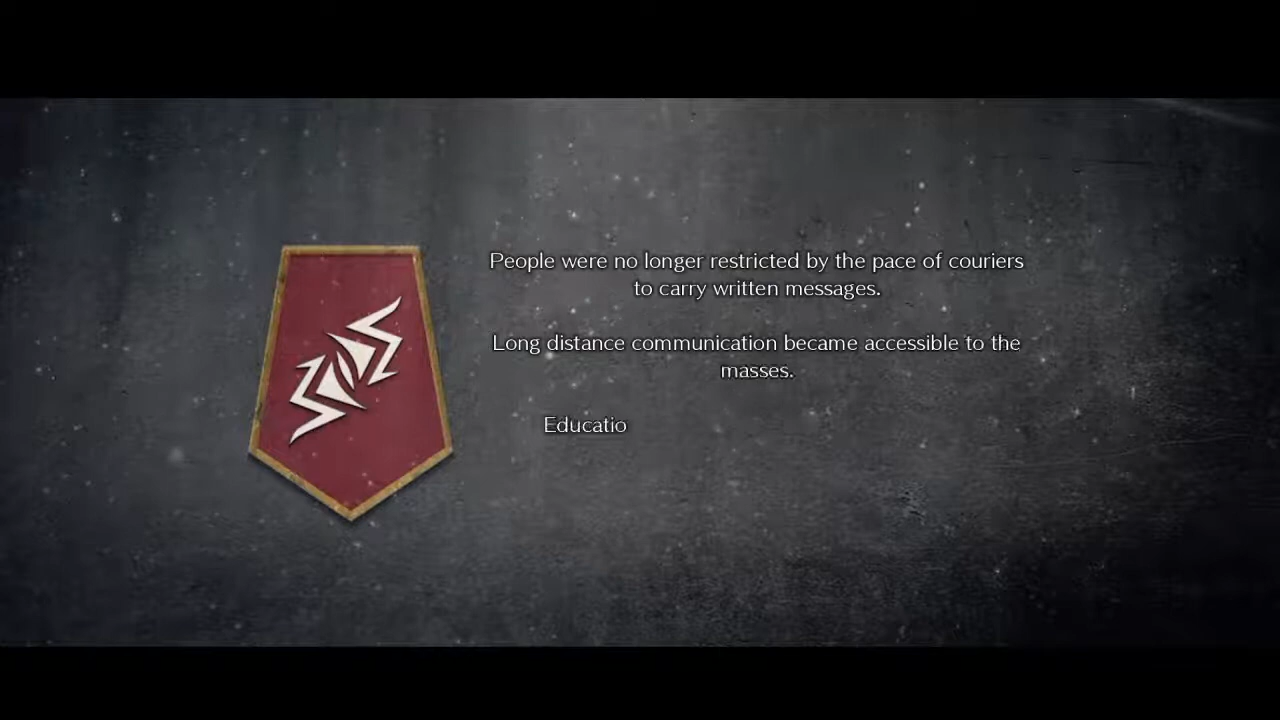 People were no longer restricted by the pace of couriers
to carry written messages.
Long distance communication became accessible to the
masses.
Educatio